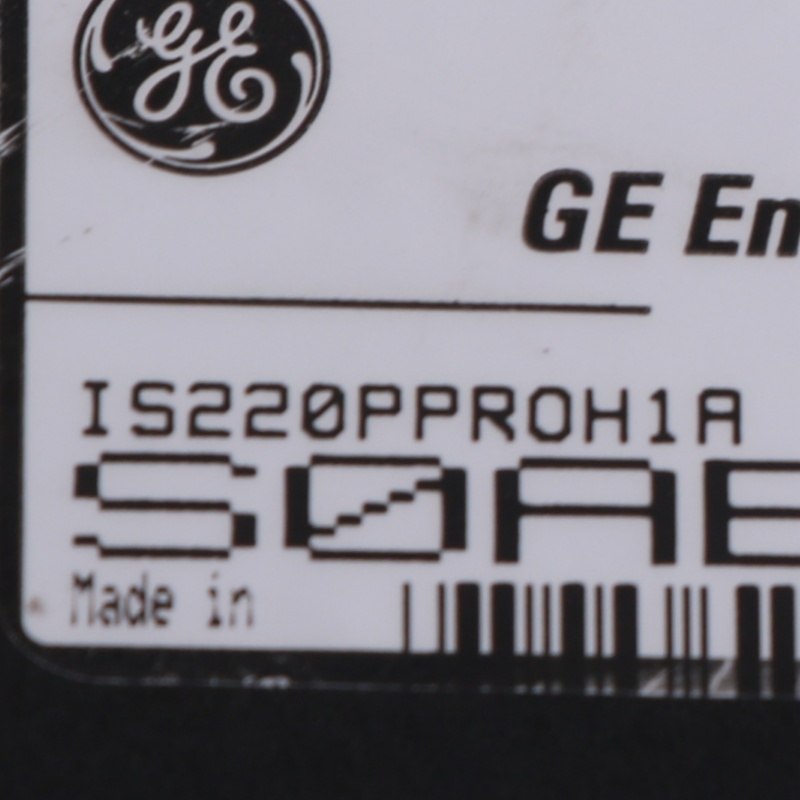 GE
GE En
IS220PPROH1A
S0AE
Made in